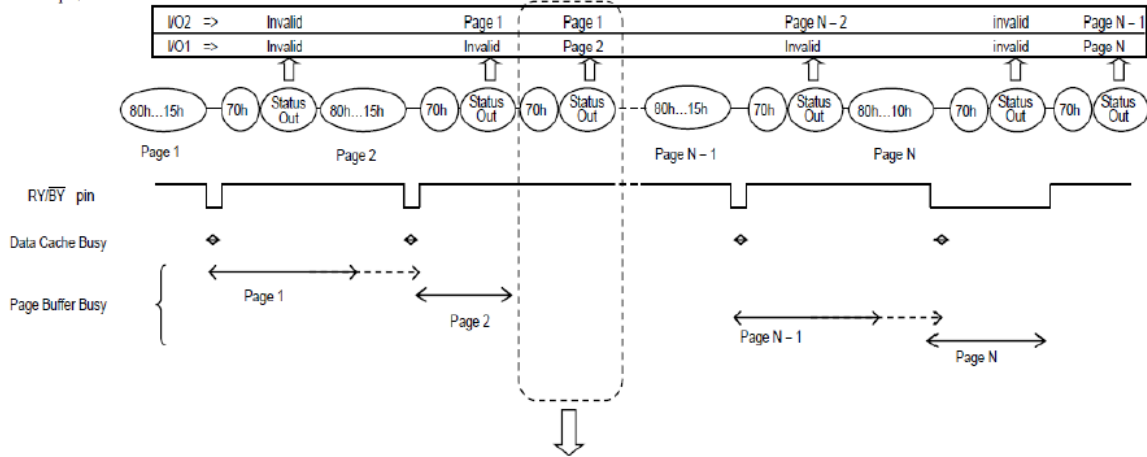 I/O2 => Invalid Page 1 Page 1 Page N – 2 invalid Page N – 1
I/O1 => Invalid Invalid Page 2 Invalid invalid Page N
80h...15h 70h Status Out 80h...15h 70h Status Out 70h Status Out 80h...15h 70h Status Out 80h...10h 70h Status Out 70h Status Out
Page 1 Page 2 Page N – 1 Page N
RY/BY pin
Data Cache Busy
Page Buffer Busy
Page 1
Page 2
Page N – 1
Page N